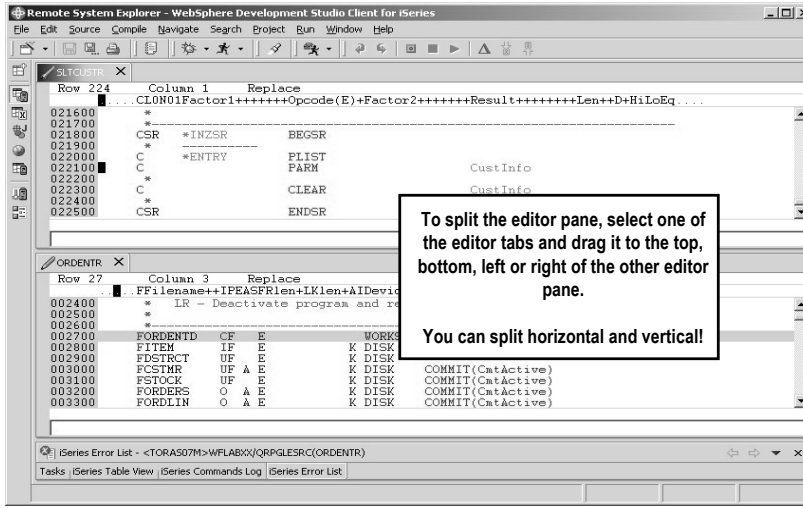 Remote System Explorer - WebSphere Development Studio Client for iSeries
File Edit Source Compile Navigate Search Project Run Window Help
SLTCUSTR
Row 224 Column 1 Replace
....CL0N01Factor1+++++++Opcode(E)+Factor2+++++++Result++++++++Len++D+HiLoEq....
021600 *
021700 *----------------------------------------------------------------
021800 CSR *INZSR BEGSR
021900 * ----------
022000 C *ENTRY PLIST
022100 C PARM CustInfo
022200 *
022300 C CLEAR CustInfo
022400 *
022500 CSR ENDSR
To split the editor pane, select one of
the editor tabs and drag it to the top,
bottom, left or right of the other editor
pane.
You can split horizontal and vertical!
ORDENTR
Row 27 Column 3 Replace
FFilename++IPEASFRlen+LKlen+AIDevic
002400 * LR - Deactivate program and re
002500 *
002600 *--------------------------------
002700 FORDENTD CF E WORKS
002800 FITEM IF E K DISK
002900 FDSTRCT UF E K DISK
003000 FCSTMR UF A E K DISK COMMIT(CmtActive)
003100 FSTOCK UF E K DISK COMMIT(CmtActive)
003200 FORDERS O A E K DISK COMMIT(CmtActive)
003300 FORDLIN O A E K DISK COMMIT(CmtActive)
iSeries Error List - <TORAS07M>WFLABXX/QRPGLESRC(ORDENTR)
Tasks iSeries Table View iSeries Commands Log iSeries Error List